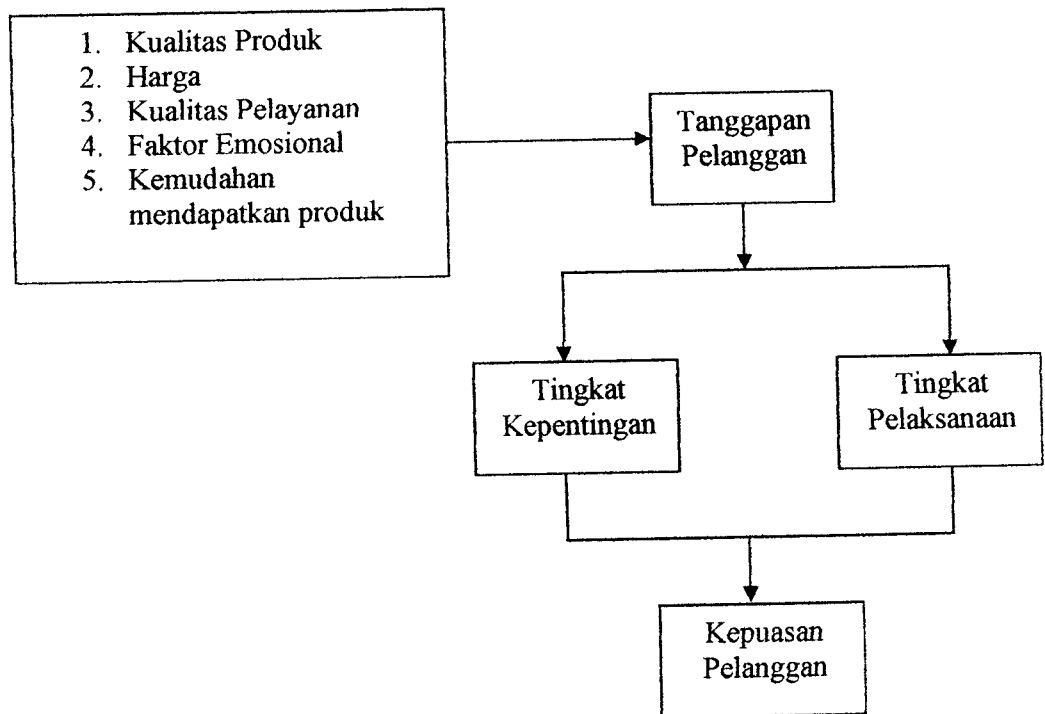 1. Kualitas Produk
2. Harga
3. Kualitas Pelayanan
4. Faktor Emosional
5. Kemudahan
mendapatkan produk
Tanggapan
Pelanggan
Tingkat
Kepentingan
Tingkat
Pelaksanaan
Kepuasan
Pelanggan